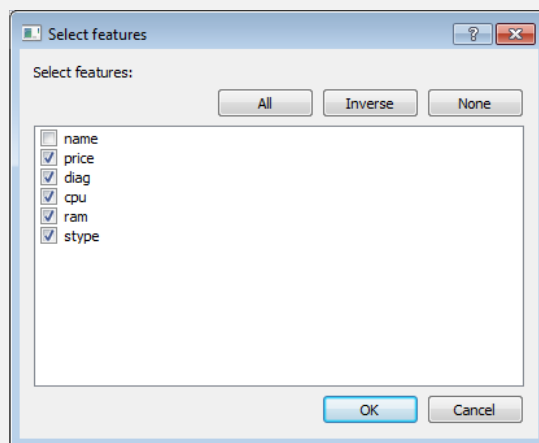 Select features
Select features:
All Inverse None
name
price
diag
cpu
ram
stype
OK Cancel